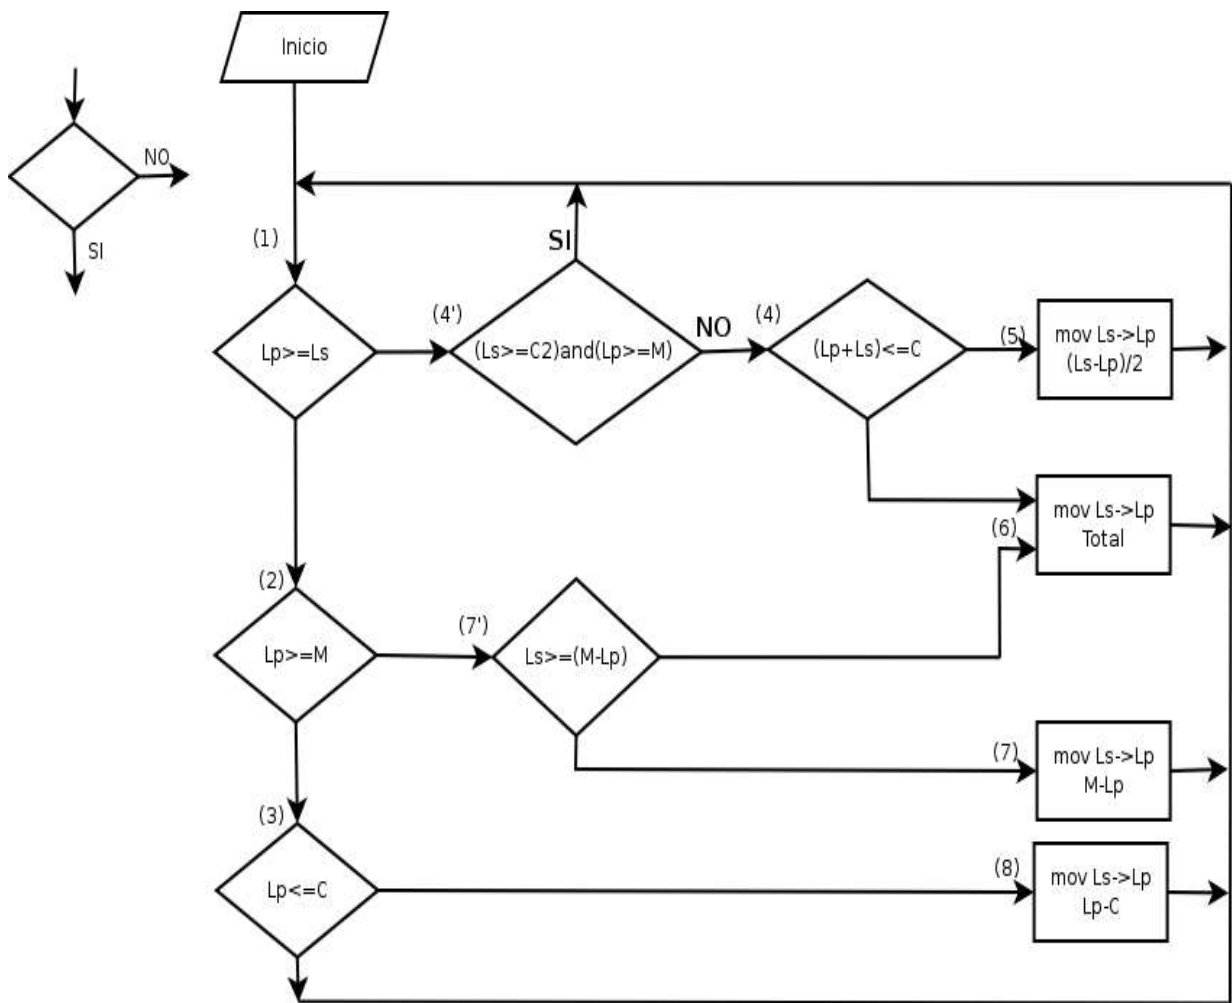 Inicio
NO
SI
(1)
SI
Lp>=Ls
(4')
(Ls>=C2)and(Lp>=M)
NO
(4)
(Lp+Ls)<=C
(5)
mov Ls->Lp
(Ls-Lp)/2
mov Ls->Lp
Total
(6)
(2)
Lp>=M
(7')
Ls>=(M-Lp)
(7)
mov Ls->Lp
M-Lp
(3)
Lp<=C
(8)
mov Ls->Lp
Lp-C